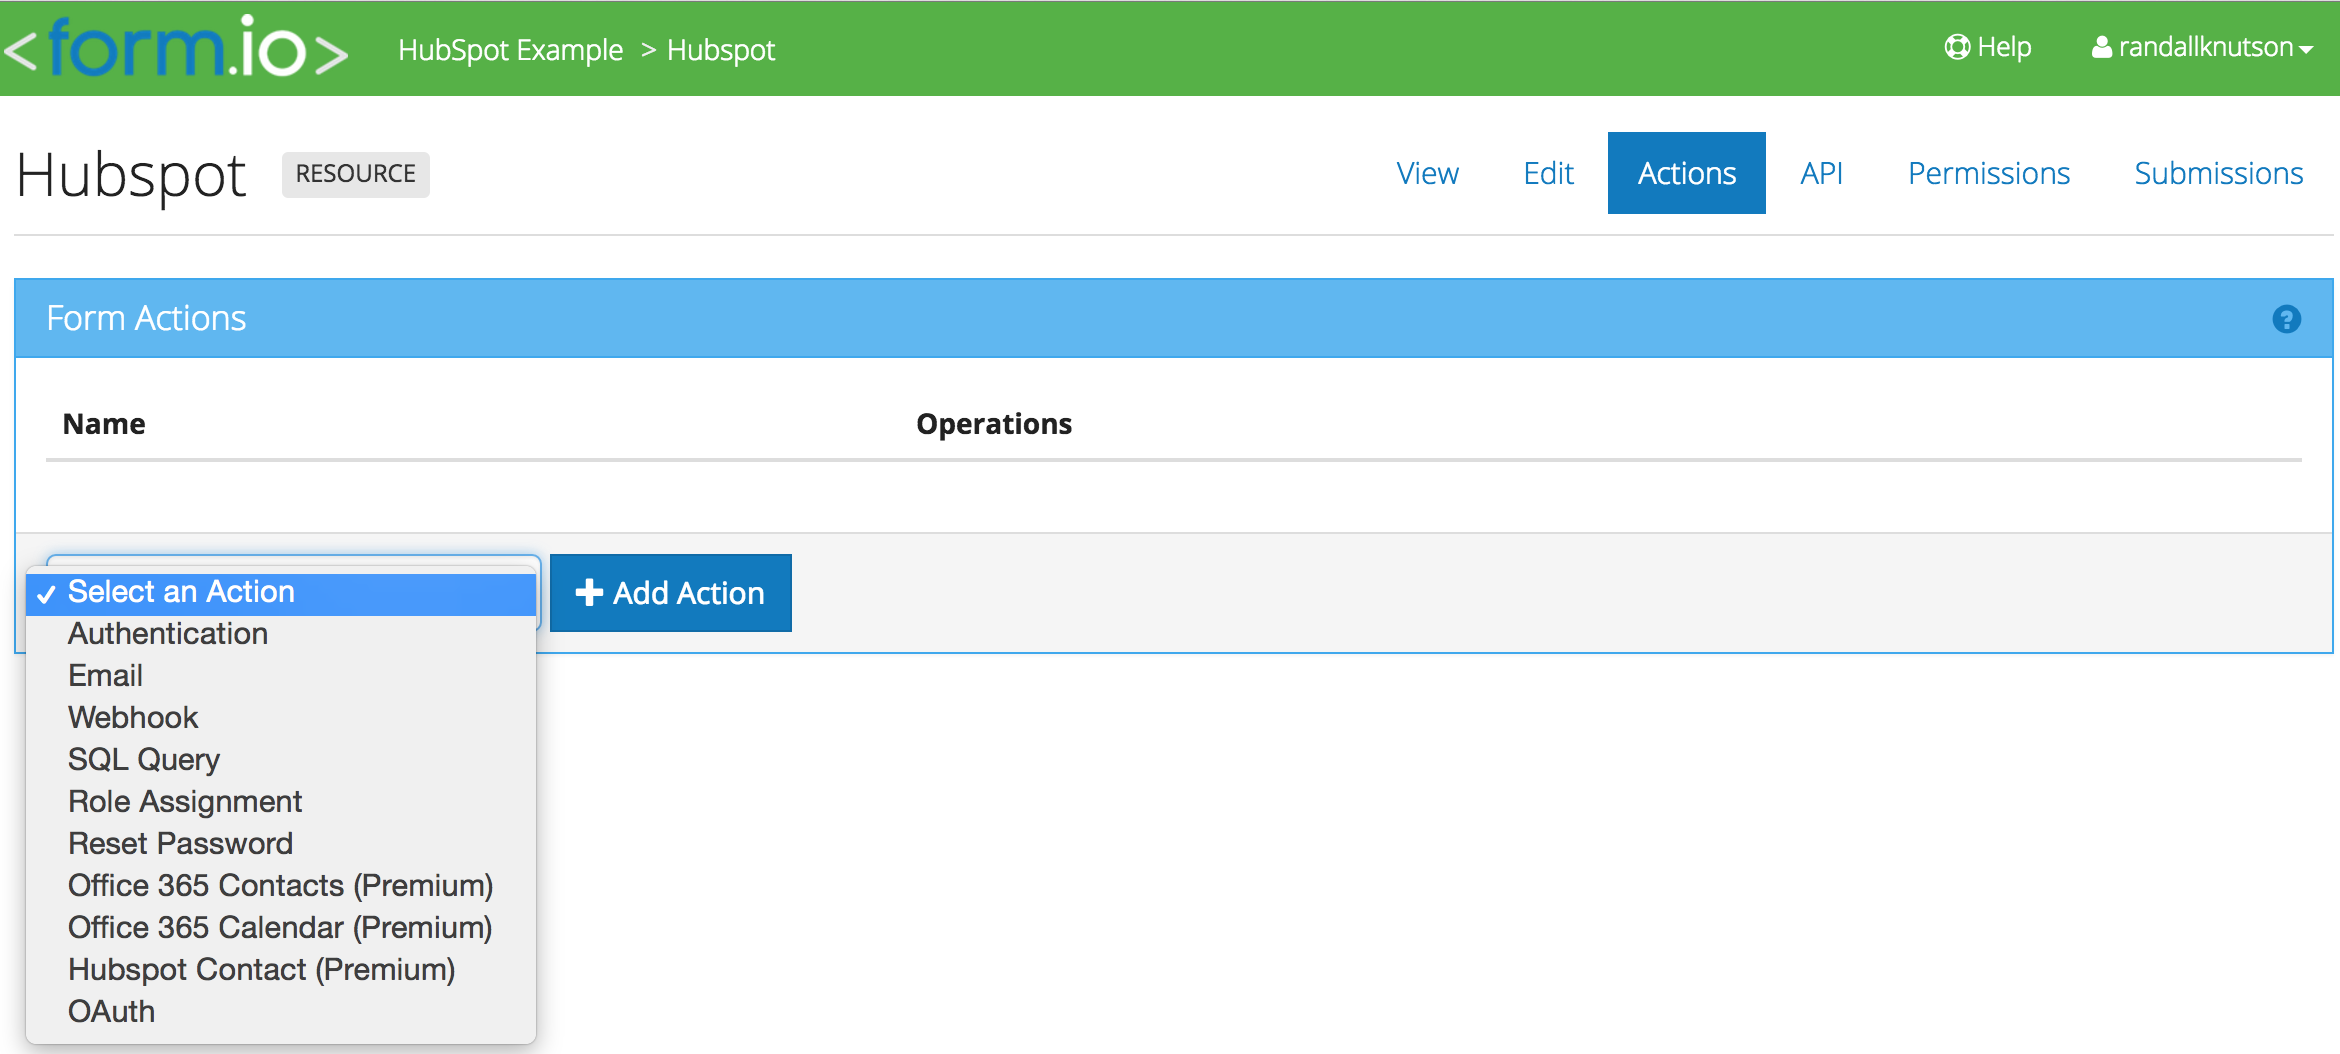 <form.io> HubSpot Example > Hubspot Help randallknutson
Hubspot RESOURCE View Edit Actions API Permissions Submissions
Form Actions ?
Name Operations
✓ Select an Action + Add Action
Authentication
Email
Webhook
SQL Query
Role Assignment
Reset Password
Office 365 Contacts (Premium)
Office 365 Calendar (Premium)
Hubspot Contact (Premium)
OAuth